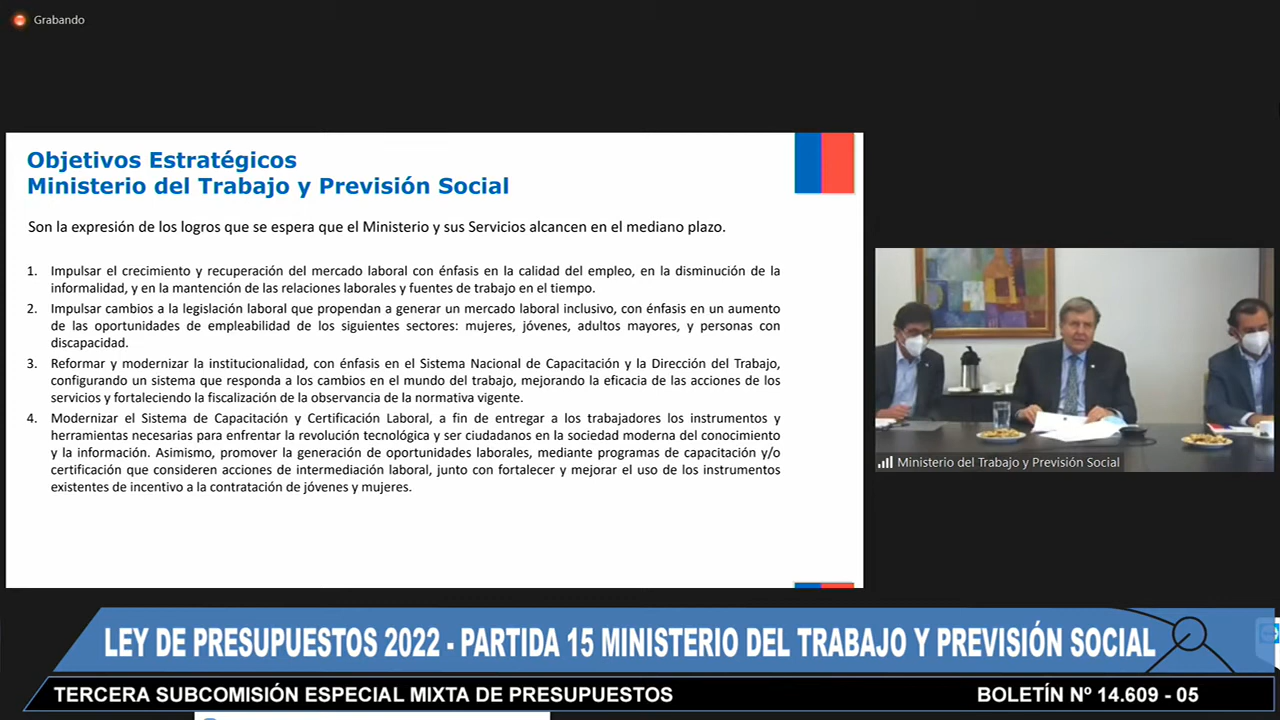 Grabando
Objetivos Estratégicos
Ministerio del Trabajo y Previsión Social
Son la expresión de los logros que se espera que el Ministerio y sus Servicios alcancen en el mediano plazo.
1. Impulsar el crecimiento y recuperación del mercado laboral con énfasis en la calidad del empleo, en la disminución de la
informalidad, y en la mantención de las relaciones laborales y fuentes de trabajo en el tiempo.
2. Impulsar cambios a la legislación laboral que propendan a generar un mercado laboral inclusivo, con énfasis en un aumento
de las oportunidades de empleabilidad de los siguientes sectores: mujeres, jóvenes, adultos mayores, y personas con
discapacidad.
3. Reformar y modernizar la institucionalidad, con énfasis en el Sistema Nacional de Capacitación y la Dirección del Trabajo,
configurando un sistema que responda a los cambios en el mundo del trabajo, mejorando la eficacia de las acciones de los
servicios y fortaleciendo la fiscalización de la observancia de la normativa vigente.
4. Modernizar el Sistema de Capacitación y Certificación Laboral, a fin de entregar a los trabajadores los instrumentos y
herramientas necesarias para enfrentar la revolución tecnológica y ser ciudadanos en la sociedad moderna del conocimiento
y la información. Asimismo, promover la generación de oportunidades laborales, mediante programas de capacitación y/o
certificación que consideren acciones de intermediación laboral, junto con fortalecer y mejorar el uso de los instrumentos
existentes de incentivo a la contratación de jóvenes y mujeres.
Ministerio del Trabajo y Previsión Social
LEY DE PRESUPUESTOS 2022 - PARTIDA 15 MINISTERIO DEL TRABAJO Y PREVISIÓN SOCIAL
TERCERA SUBCOMISIÓN ESPECIAL MIXTA DE PRESUPUESTOS
BOLETÍN Nº 14.609 - 05